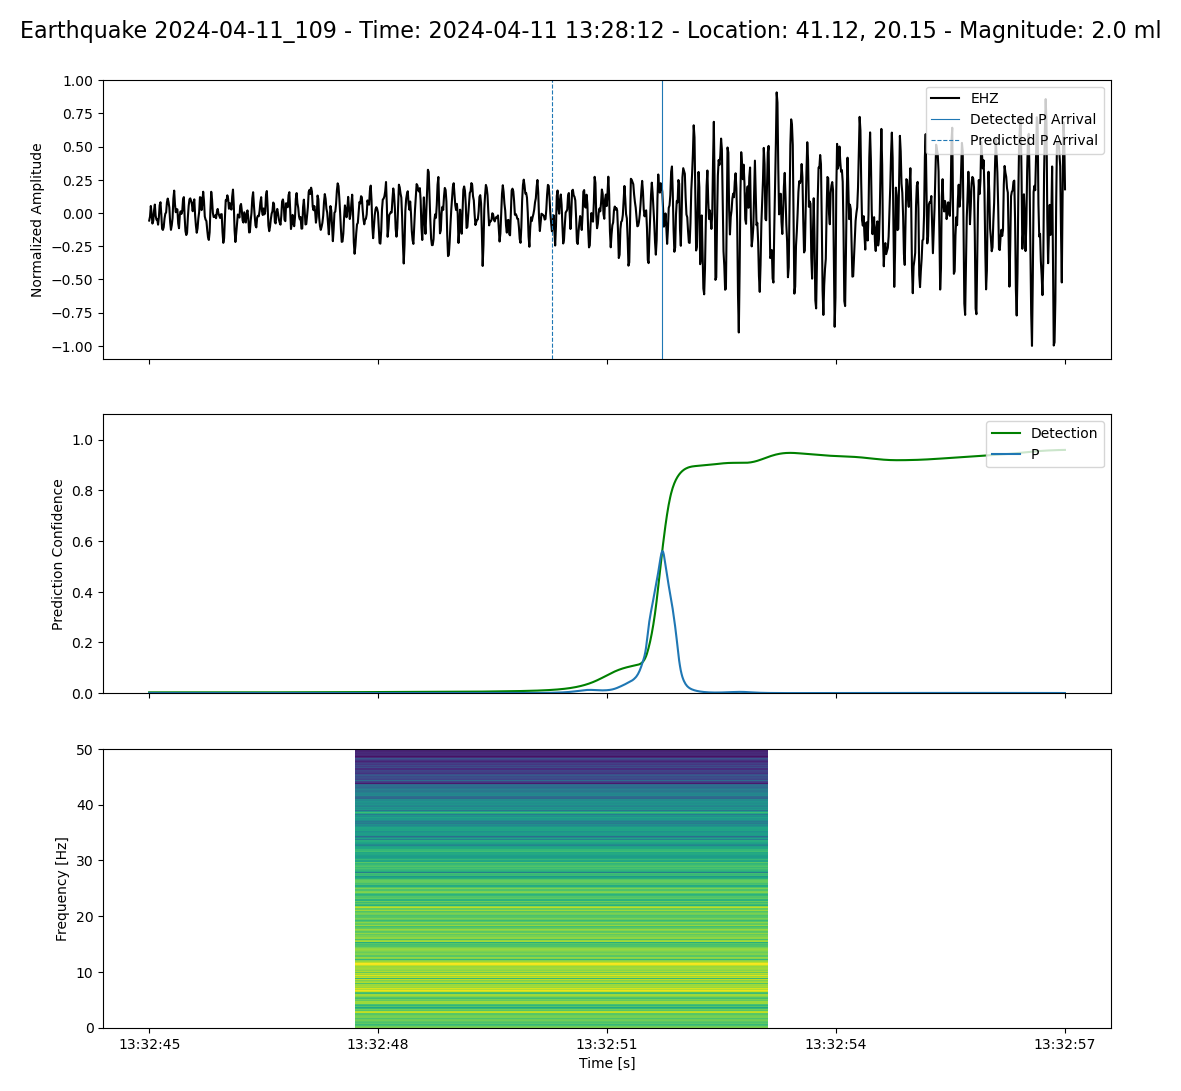 Earthquake 2024-04-11_109 - Time: 2024-04-11 13:28:12 - Location: 41.12, 20.15 - Magnitude: 2.0 ml
Normalized Amplitude
1.00
0.75
0.50
0.25
0.00
−0.25
−0.50
−0.75
−1.00
EHZ
Detected P Arrival
Predicted P Arrival
Prediction Confidence
1.0
0.8
0.6
0.4
0.2
0.0
Detection
P
Frequency [Hz]
50
40
30
20
10
0
13:32:45 13:32:48 13:32:51 13:32:54 13:32:57
Time [s]